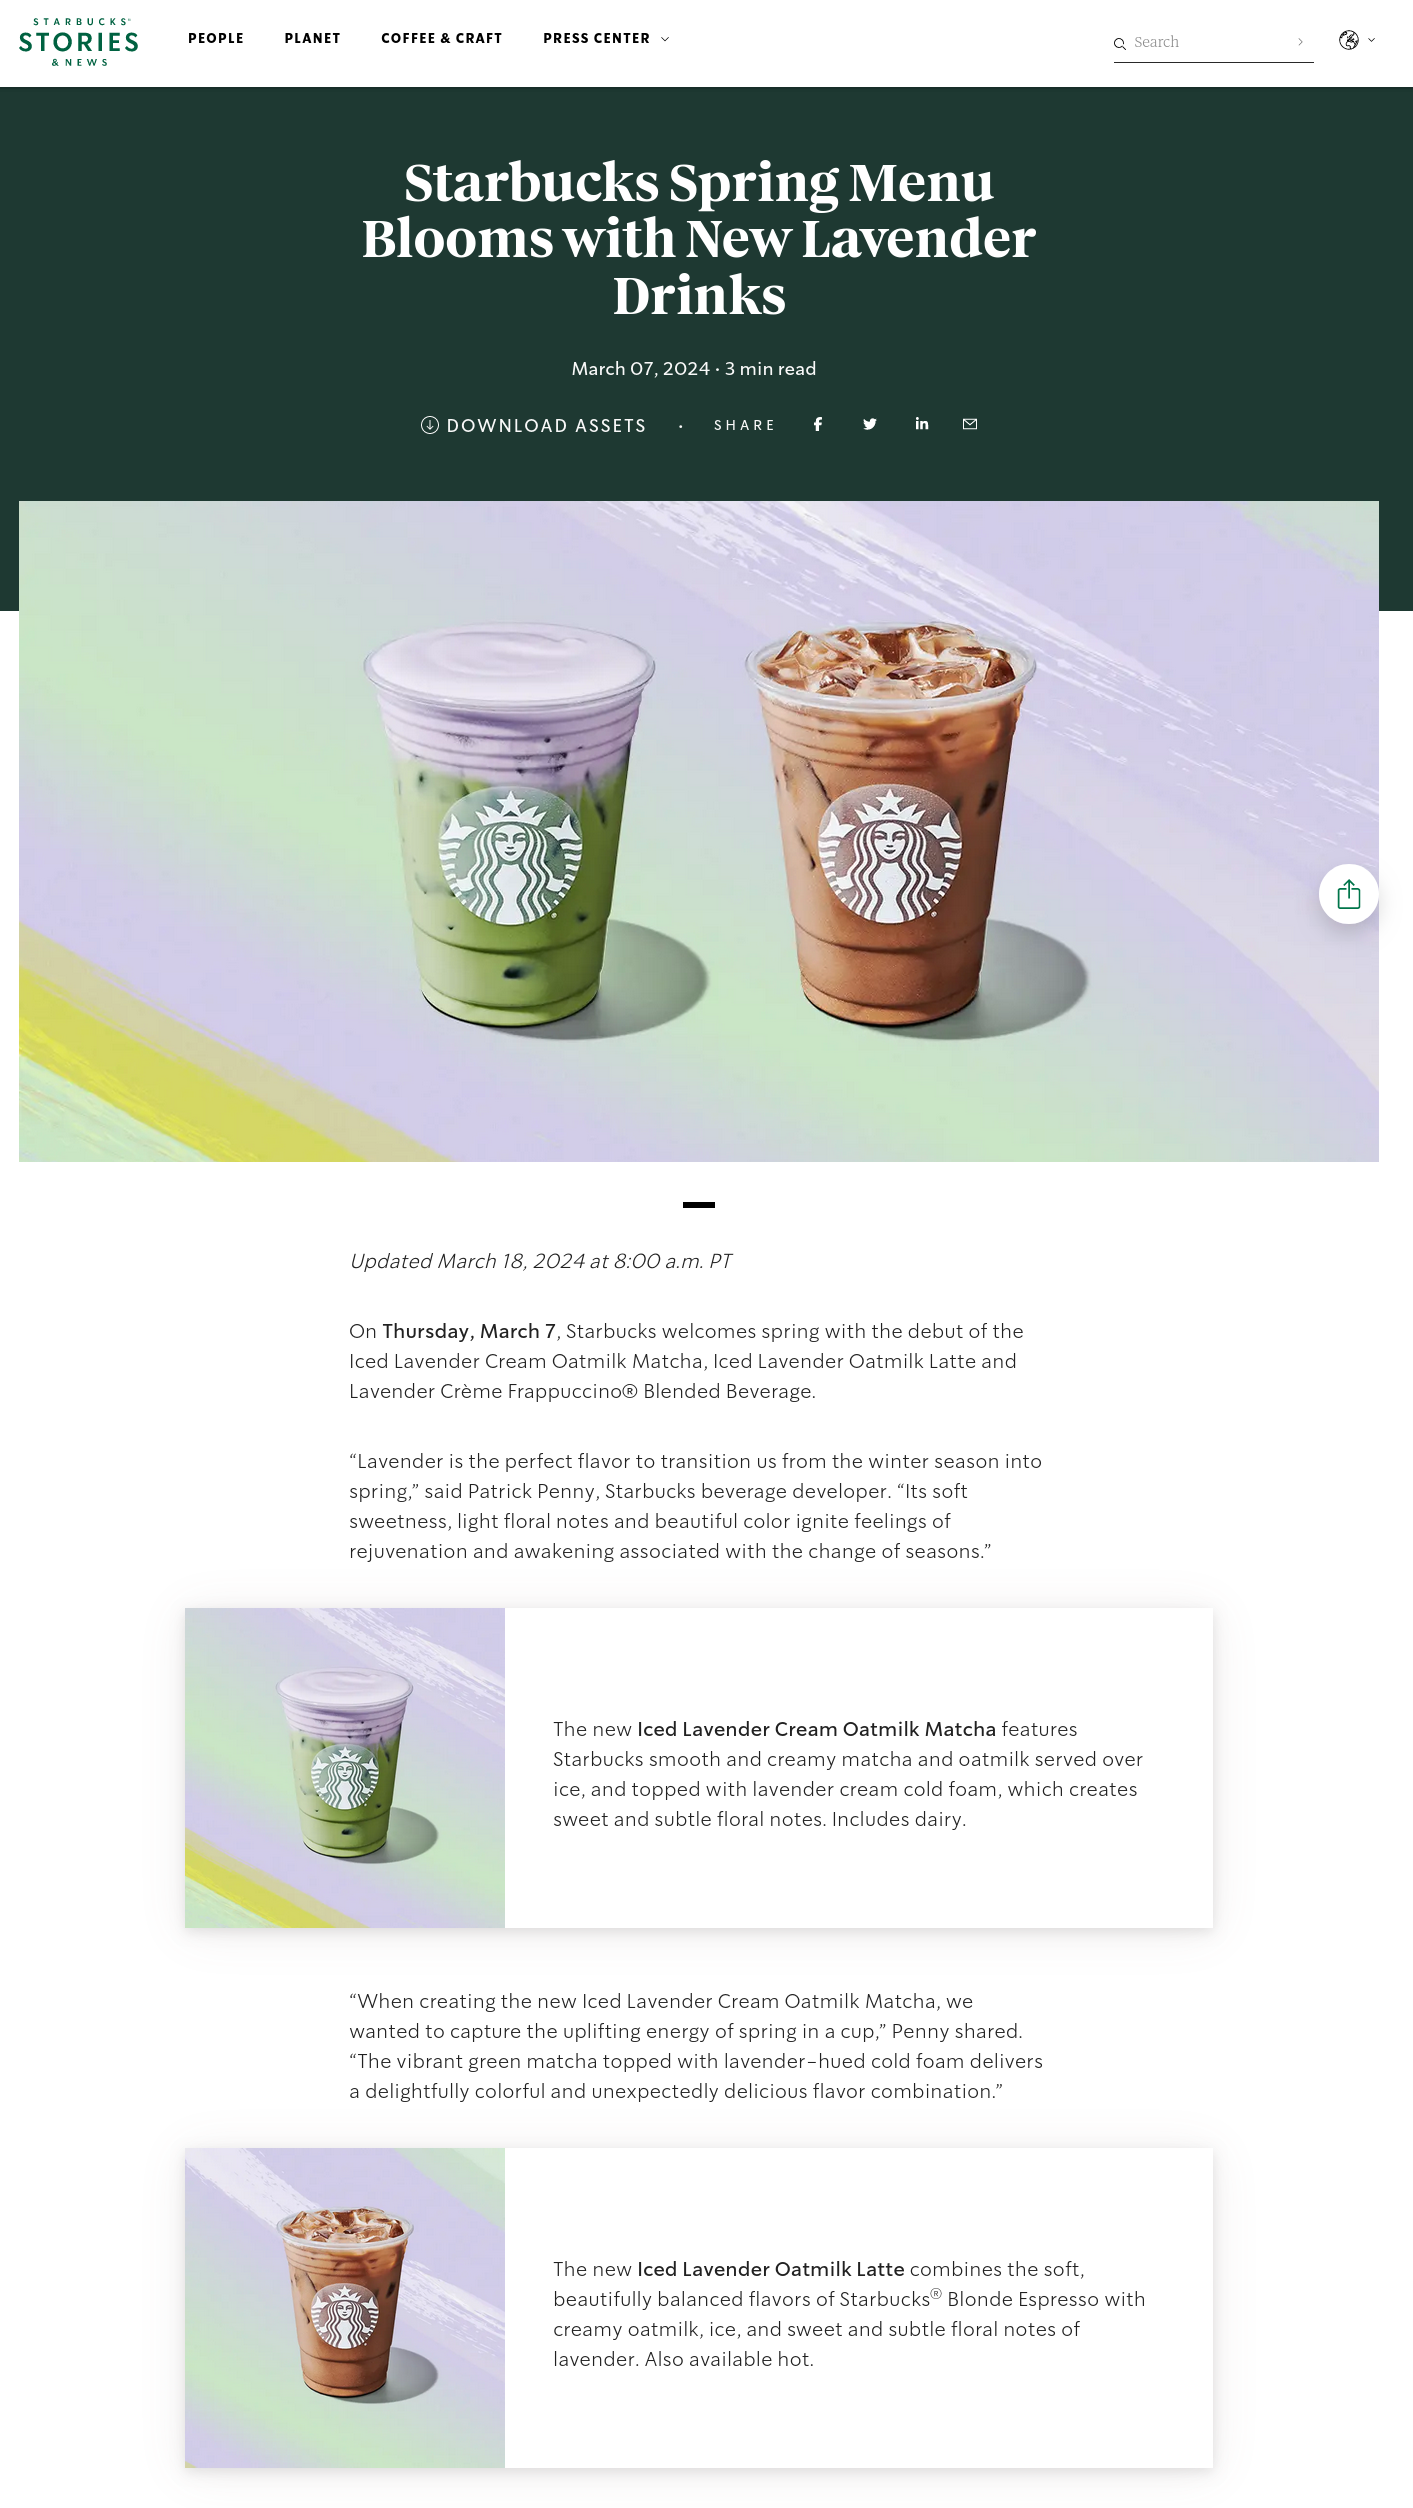 STARBUCKS®
STORIES
& NEWS
PEOPLE
PLANET
COFFEE & CRAFT
PRESS CENTER
Search
Starbucks Spring Menu
Blooms with New Lavender
Drinks
March 07, 2024 • 3 min read
DOWNLOAD ASSETS • SHARE
Updated March 18, 2024 at 8:00 a.m. PT
On Thursday, March 7, Starbucks welcomes spring with the debut of the
Iced Lavender Cream Oatmilk Matcha, Iced Lavender Oatmilk Latte and
Lavender Crème Frappuccino® Blended Beverage.
“Lavender is the perfect flavor to transition us from the winter season into
spring,” said Patrick Penny, Starbucks beverage developer. “Its soft
sweetness, light floral notes and beautiful color ignite feelings of
rejuvenation and awakening associated with the change of seasons.”
The new Iced Lavender Cream Oatmilk Matcha features
Starbucks smooth and creamy matcha and oatmilk served over
ice, and topped with lavender cream cold foam, which creates
sweet and subtle floral notes. Includes dairy.
“When creating the new Iced Lavender Cream Oatmilk Matcha, we
wanted to capture the uplifting energy of spring in a cup,” Penny shared.
“The vibrant green matcha topped with lavender-hued cold foam delivers
a delightfully colorful and unexpectedly delicious flavor combination.”
The new Iced Lavender Oatmilk Latte combines the soft,
beautifully balanced flavors of Starbucks® Blonde Espresso with
creamy oatmilk, ice, and sweet and subtle floral notes of
lavender. Also available hot.